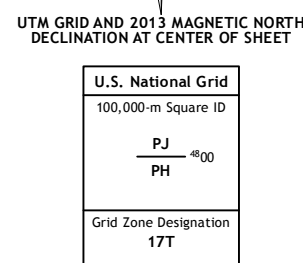 UTM GRID AND 2013 MAGNETIC NORTH
DECLINATION AT CENTER OF SHEET
U.S. National Grid
100,000-m Square ID
PJ
4800
PH
Grid Zone Designation
17T